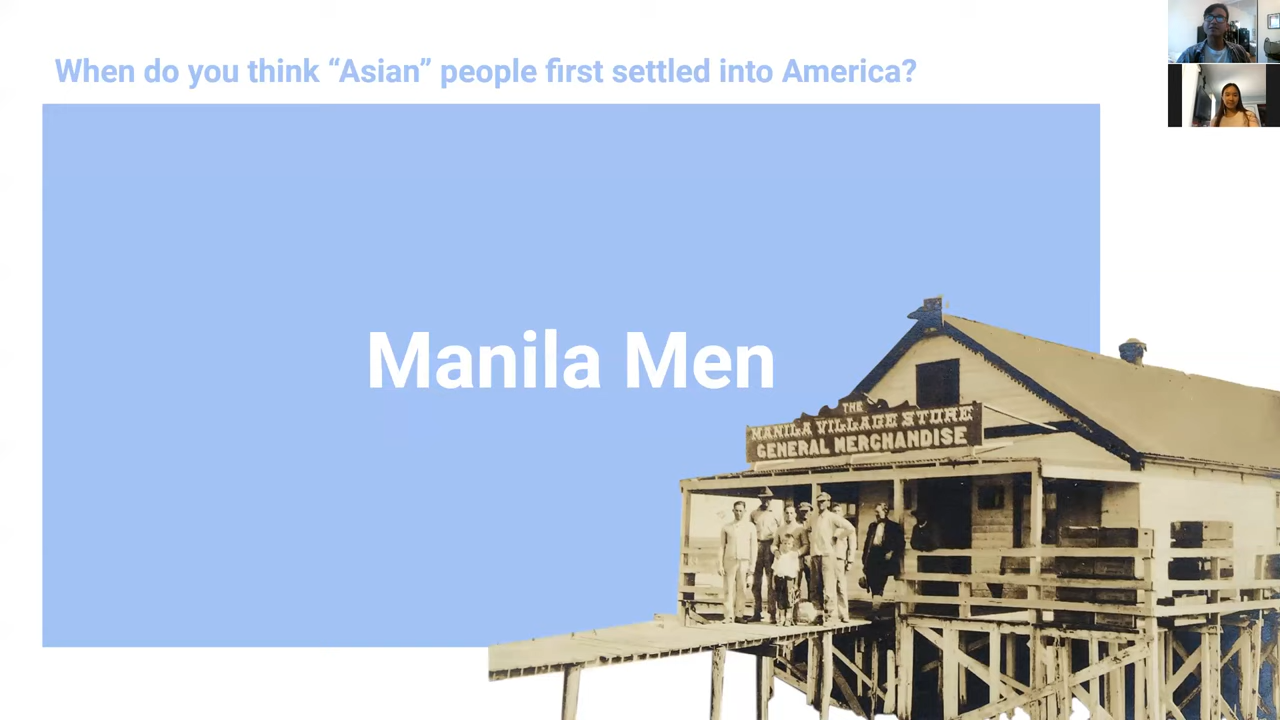 When do you think “Asian” people first settled into America?
Manila Men
THE
MANILA VILLAGE STORE
GENERAL MERCHANDISE